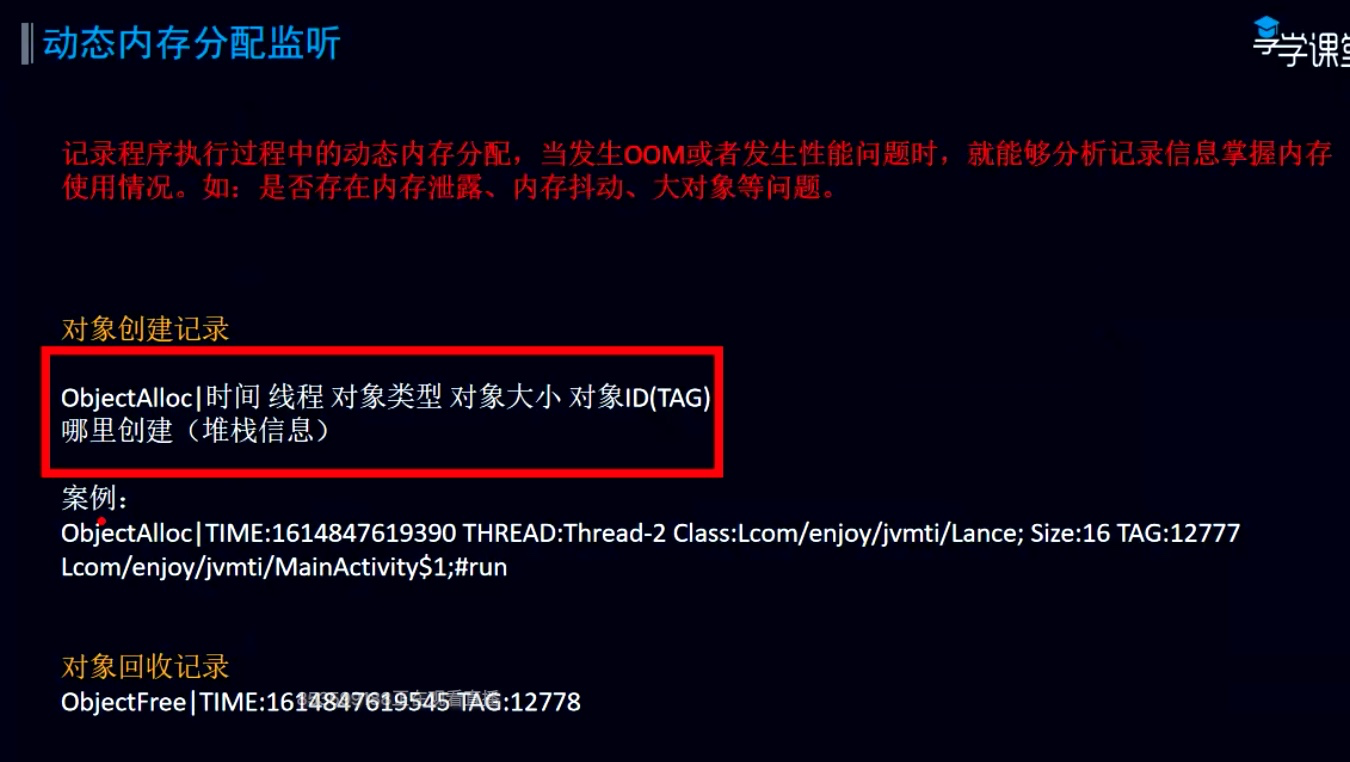 动态内存分配监听
享学课堂
记录程序执行过程中的动态内存分配，当发生OOM或者发生性能问题时，就能够分析记录信息掌握内存
使用情况。如：是否存在内存泄露、内存抖动、大对象等问题。
对象创建记录
ObjectAlloc|时间 线程 对象类型 对象大小 对象ID(TAG)
哪里创建（堆栈信息）
案例：
ObjectAlloc|TIME:1614847619390 THREAD:Thread-2 Class:Lcom/enjoy/jvmti/Lance; Size:16 TAG:12777
Lcom/enjoy/jvmti/MainActivity$1;#run
对象回收记录
ObjectFree|TIME:1614847619545 TAG:12778
正在观看直播